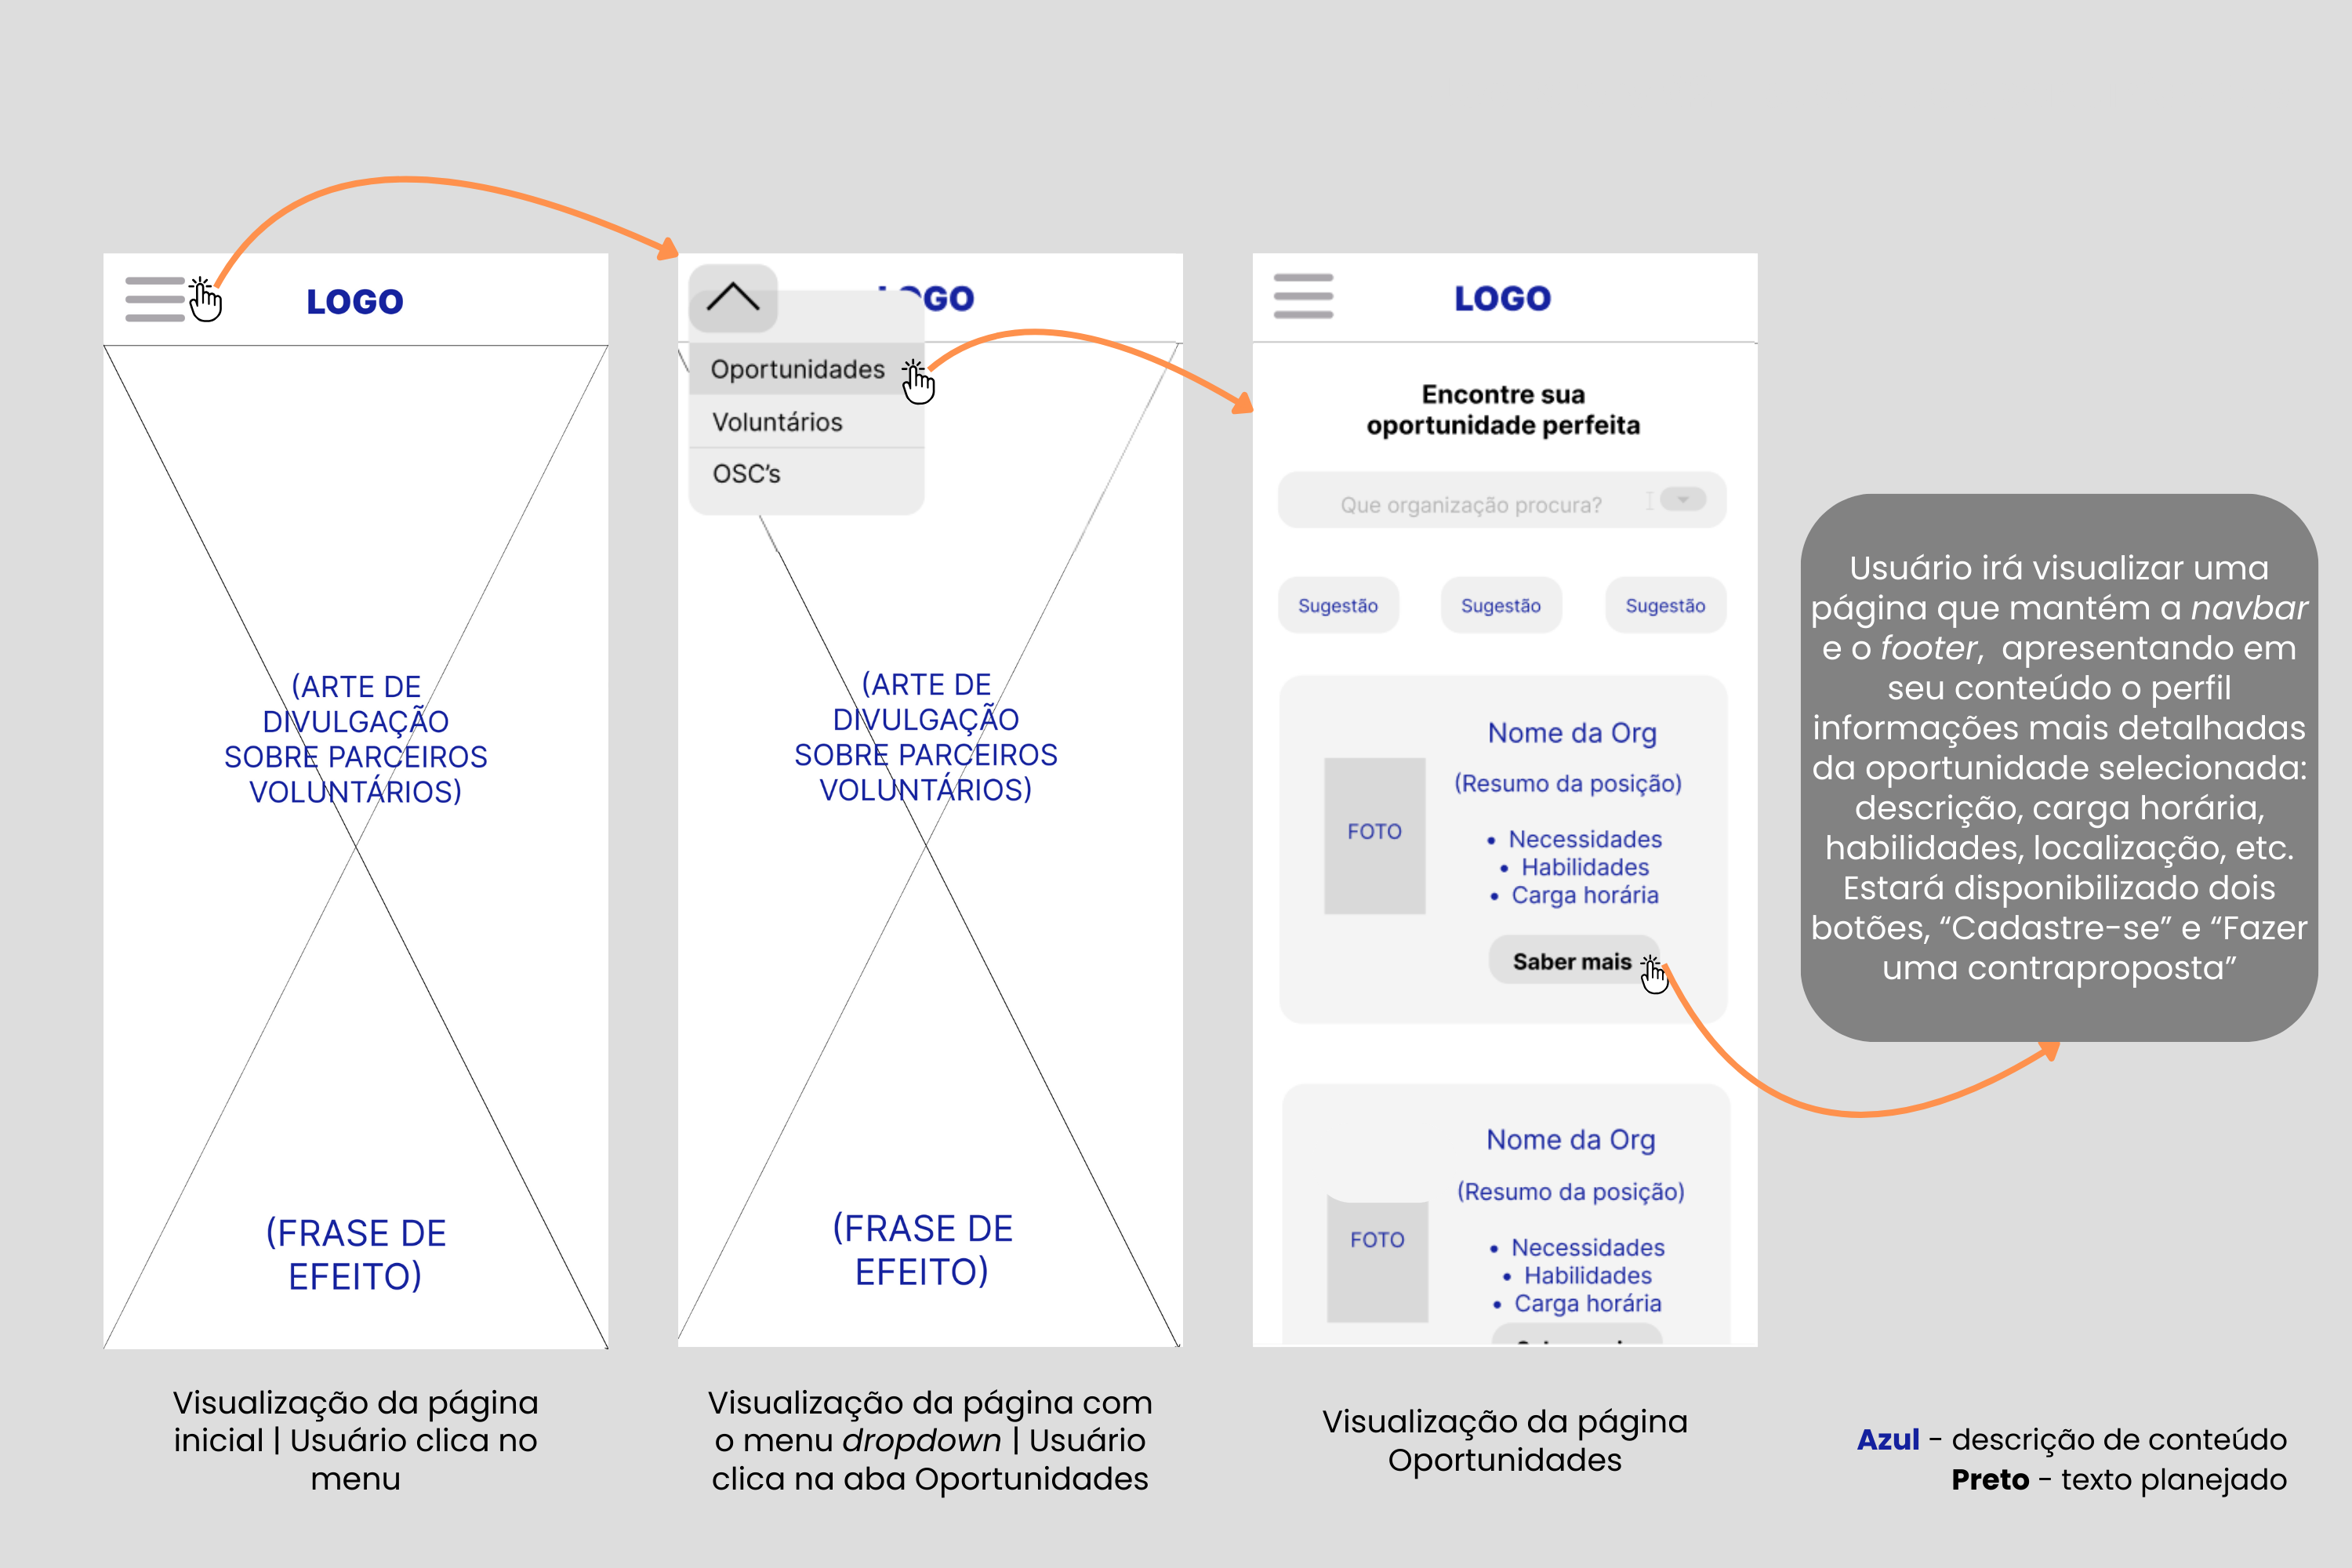 LOGO
(ARTE DE
DIVULGAÇÃO
SOBRE PARCEIROS
VOLUNTÁRIOS)
(FRASE DE
EFEITO)
Visualização da página
inicial | Usuário clica no
menu
LOGO
Oportunidades
Voluntários
OSC's
(ARTE DE
DIVULGAÇÃO
SOBRE PARCEIROS
VOLUNTÁRIOS)
(FRASE DE
EFEITO)
Visualização da página com
o menu dropdown | Usuário
clica na aba Oportunidades
LOGO
Encontre sua
oportunidade perfeita
Que organização procura?
Sugestão
Sugestão
Sugestão
FOTO
Nome da Org
(Resumo da posição)
• Necessidades
• Habilidades
• Carga horária
Saber mais
FOTO
Nome da Org
(Resumo da posição)
• Necessidades
• Habilidades
• Carga horária
Visualização da página
Oportunidades
Usuário irá visualizar uma
página que mantém a navbar
e o footer, apresentando em
seu conteúdo o perfil
informações mais detalhadas
da oportunidade selecionada:
descrição, carga horária,
habilidades, localização, etc.
Estará disponibilizado dois
botões, “Cadastre-se” e “Fazer
uma contraproposta”
Azul - descrição de conteúdo
Preto - texto planejado